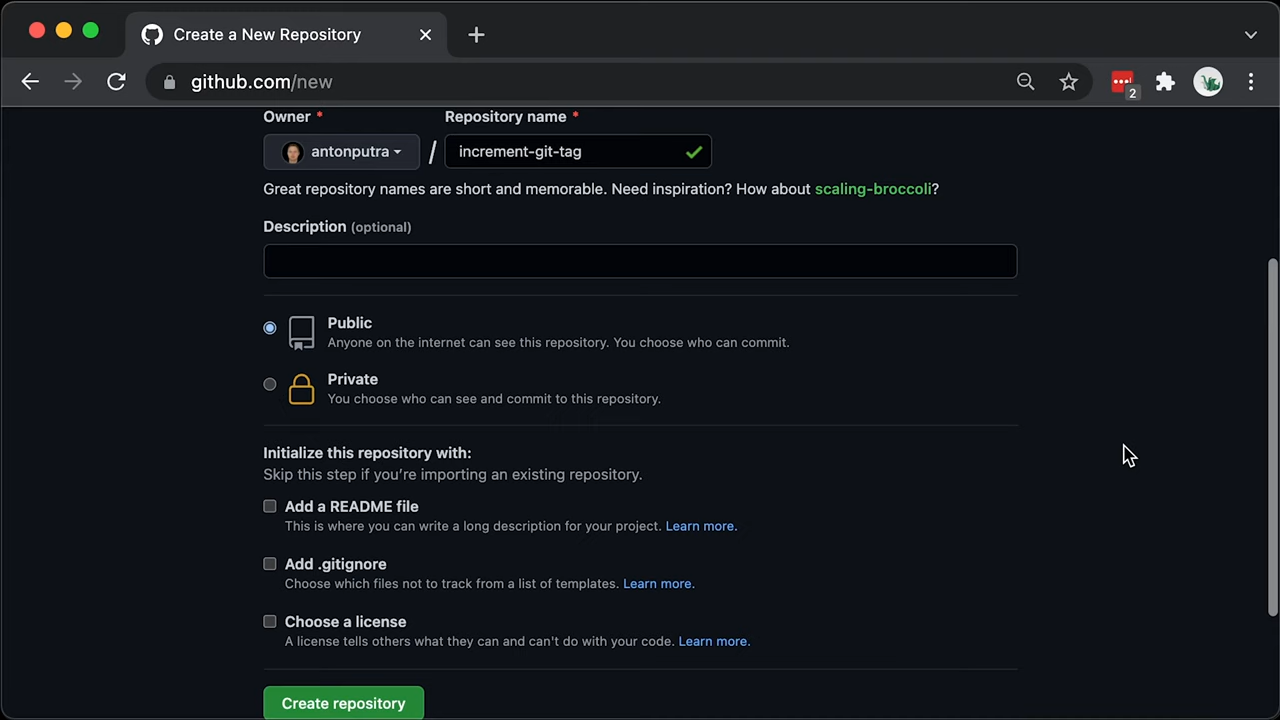 Create a New Repository
github.com/new
2
Owner * Repository name *
antonputra / increment-git-tag
Great repository names are short and memorable. Need inspiration? How about scaling-broccoli?
Description (optional)
Public
Anyone on the internet can see this repository. You choose who can commit.
Private
You choose who can see and commit to this repository.
Initialize this repository with:
Skip this step if you're importing an existing repository.
Add a README file
This is where you can write a long description for your project. Learn more.
Add .gitignore
Choose which files not to track from a list of templates. Learn more.
Choose a license
A license tells others what they can and can't do with your code. Learn more.
Create repository